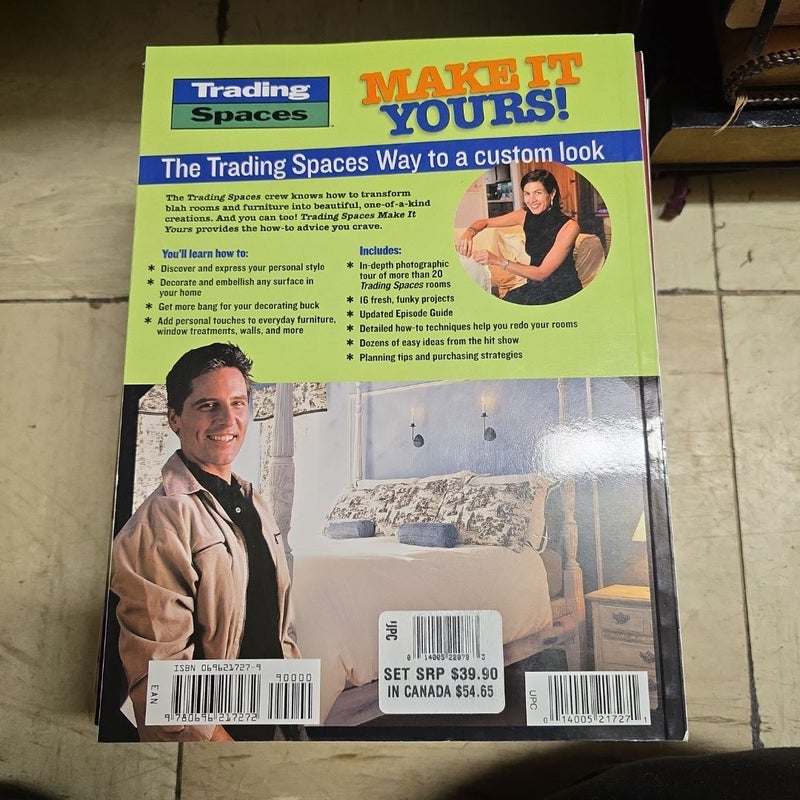 Trading
Spaces
MAKE IT
YOURS!
The Trading Spaces Way to a custom look
The Trading Spaces crew knows how to transform
blah rooms and furniture into beautiful, one-of-a-kind
creations. And you can too! Trading Spaces Make It
Yours provides the how-to advice you crave.
You'll learn how to:
* Discover and express your personal style
* Decorate and embellish any surface in
your home
* Get more bang for your decorating buck
* Add personal touches to everyday furniture,
window treatments, walls, and more
Includes:
* In-depth photographic
tour of more than 20
Trading Spaces rooms
* 16 fresh, funky projects
* Updated Episode Guide
* Detailed how-to techniques help you redo your rooms
* Dozens of easy ideas from the hit show
* Planning tips and purchasing strategies
ISBN 069621727-9
90000
EAN
9 780696 217272
UPC
0 14005 22079 3
SET SRP $39.90
IN CANADA $54.65
UPC
0 14005 21727 1